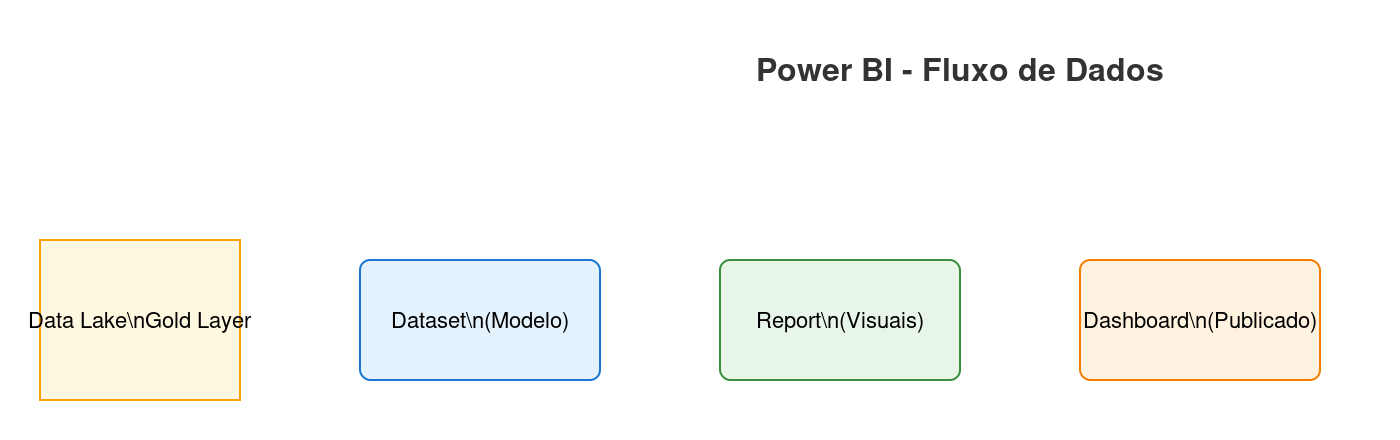 Power BI - Fluxo de Dados
Data Lake\nGold Layer
Dataset\n(Modelo)
Report\n(Visuais)
Dashboard\n(Publicado)